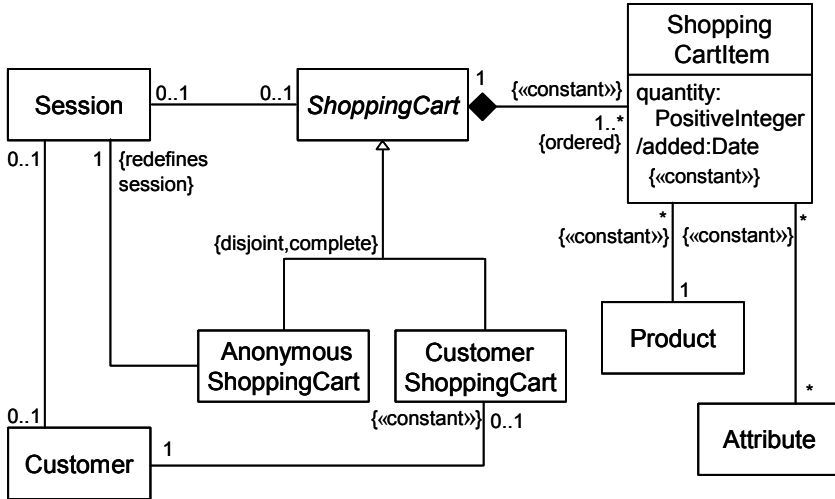 Shopping
CartItem
quantity:
PositiveInteger
/added:Date
{«constant»}
Session
0..1
0..1
ShoppingCart
1
{«constant»}
1..*
{ordered}
0..1
1
{redefines
session}
{disjoint,complete}
*
{«constant»}
{«constant»}
*
1
Product
Anonymous
ShoppingCart
Customer
ShoppingCart
{«constant»}
0..1
*
Attribute
0..1
1
Customer